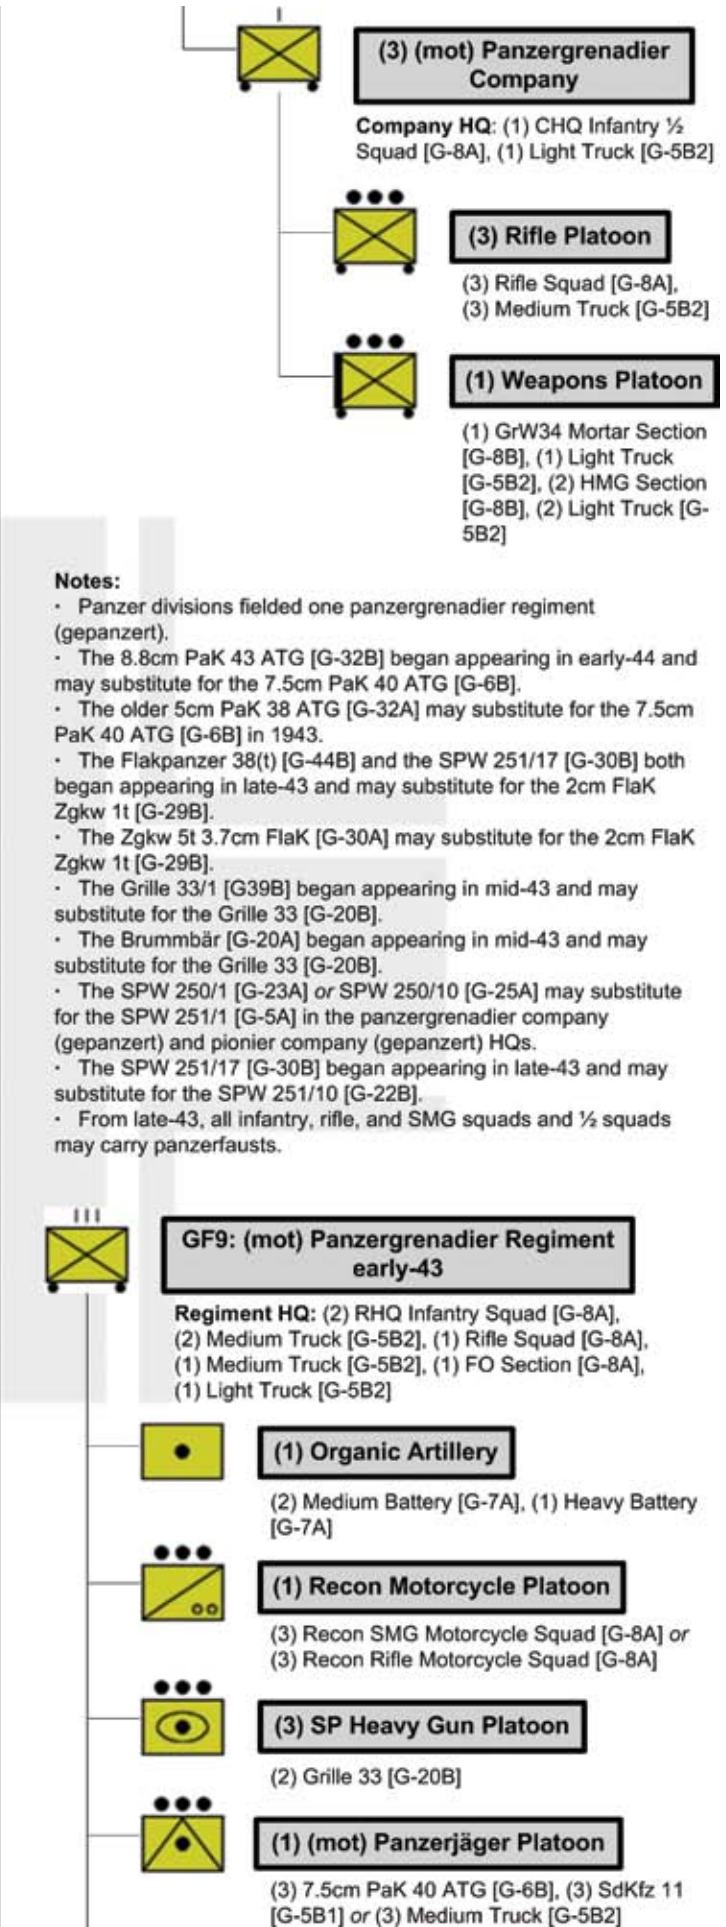 (3) (mot) Panzergrenadier
Company
Company HQ: (1) CHQ Infantry ½
Squad [G-8A], (1) Light Truck [G-5B2]
(3) Rifle Platoon
(3) Rifle Squad [G-8A],
(3) Medium Truck [G-5B2]
(1) Weapons Platoon
(1) GrW34 Mortar Section
[G-8B], (1) Light Truck
[G-5B2], (2) HMG Section
[G-8B], (2) Light Truck [G-
5B2]
Notes:
· Panzer divisions fielded one panzergrenadier regiment
(gepanzert).
· The 8.8cm PaK 43 ATG [G-32B] began appearing in early-44 and
may substitute for the 7.5cm PaK 40 ATG [G-6B].
· The older 5cm PaK 38 ATG [G-32A] may substitute for the 7.5cm
PaK 40 ATG [G-6B] in 1943.
· The Flakpanzer 38(t) [G-44B] and the SPW 251/17 [G-30B] both
began appearing in late-43 and may substitute for the 2cm FlaK
Zgkw 1t [G-29B].
· The Zgkw 5t 3.7cm FlaK [G-30A] may substitute for the 2cm FlaK
Zgkw 1t [G-29B].
· The Grille 33/1 [G39B] began appearing in mid-43 and may
substitute for the Grille 33 [G-20B].
· The Brummbär [G-20A] began appearing in mid-43 and may
substitute for the Grille 33 [G-20B].
· The SPW 250/1 [G-23A] or SPW 250/10 [G-25A] may substitute
for the SPW 251/1 [G-5A] in the panzergrenadier company
(gepanzert) and pionier company (gepanzert) HQs.
· The SPW 251/17 [G-30B] began appearing in late-43 and may
substitute for the SPW 251/10 [G-22B].
· From late-43, all infantry, rifle, and SMG squads and ½ squads
may carry panzerfausts.
GF9: (mot) Panzergrenadier Regiment
early-43
Regiment HQ: (2) RHQ Infantry Squad [G-8A],
(2) Medium Truck [G-5B2], (1) Rifle Squad [G-8A],
(1) Medium Truck [G-5B2], (1) FO Section [G-8A],
(1) Light Truck [G-5B2]
(1) Organic Artillery
(2) Medium Battery [G-7A], (1) Heavy Battery
[G-7A]
(1) Recon Motorcycle Platoon
(3) Recon SMG Motorcycle Squad [G-8A] or
(3) Recon Rifle Motorcycle Squad [G-8A]
(3) SP Heavy Gun Platoon
(2) Grille 33 [G-20B]
(1) (mot) Panzerjäger Platoon
(3) 7.5cm PaK 40 ATG [G-6B], (3) SdKfz 11
[G-5B1] or (3) Medium Truck [G-5B2]